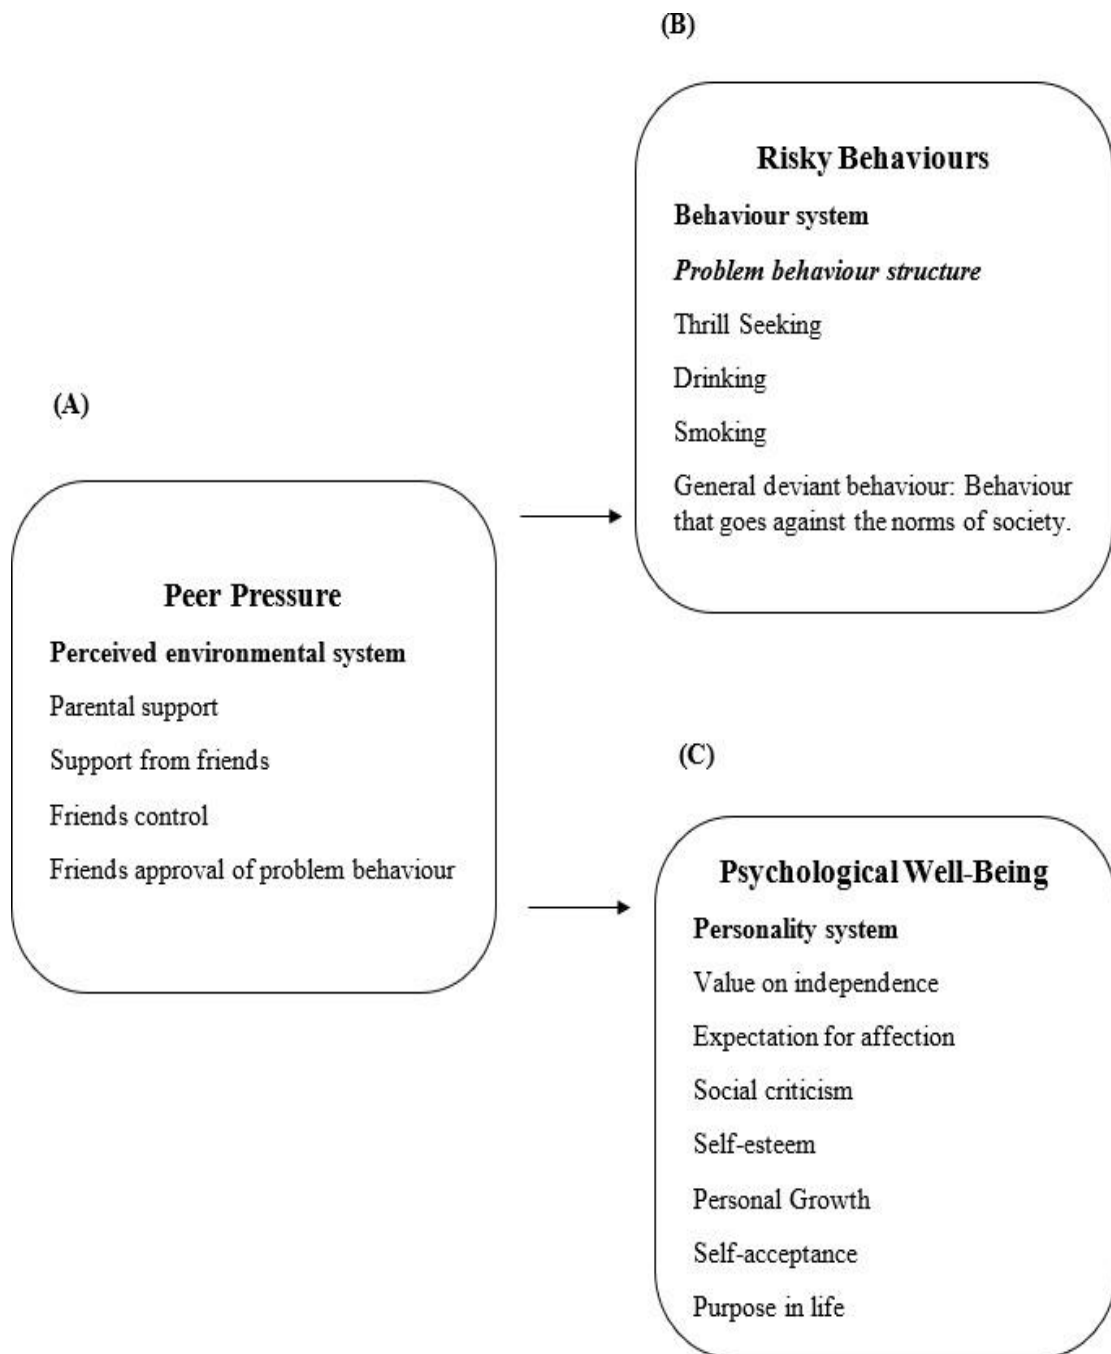 (B)
Risky Behaviours
Behaviour system
Problem behaviour structure
Thrill Seeking
Drinking
Smoking
General deviant behaviour: Behaviour
that goes against the norms of society.
(A)
Peer Pressure
Perceived environmental system
Parental support
Support from friends
Friends control
Friends approval of problem behaviour
(C)
Psychological Well-Being
Personality system
Value on independence
Expectation for affection
Social criticism
Self-esteem
Personal Growth
Self-acceptance
Purpose in life